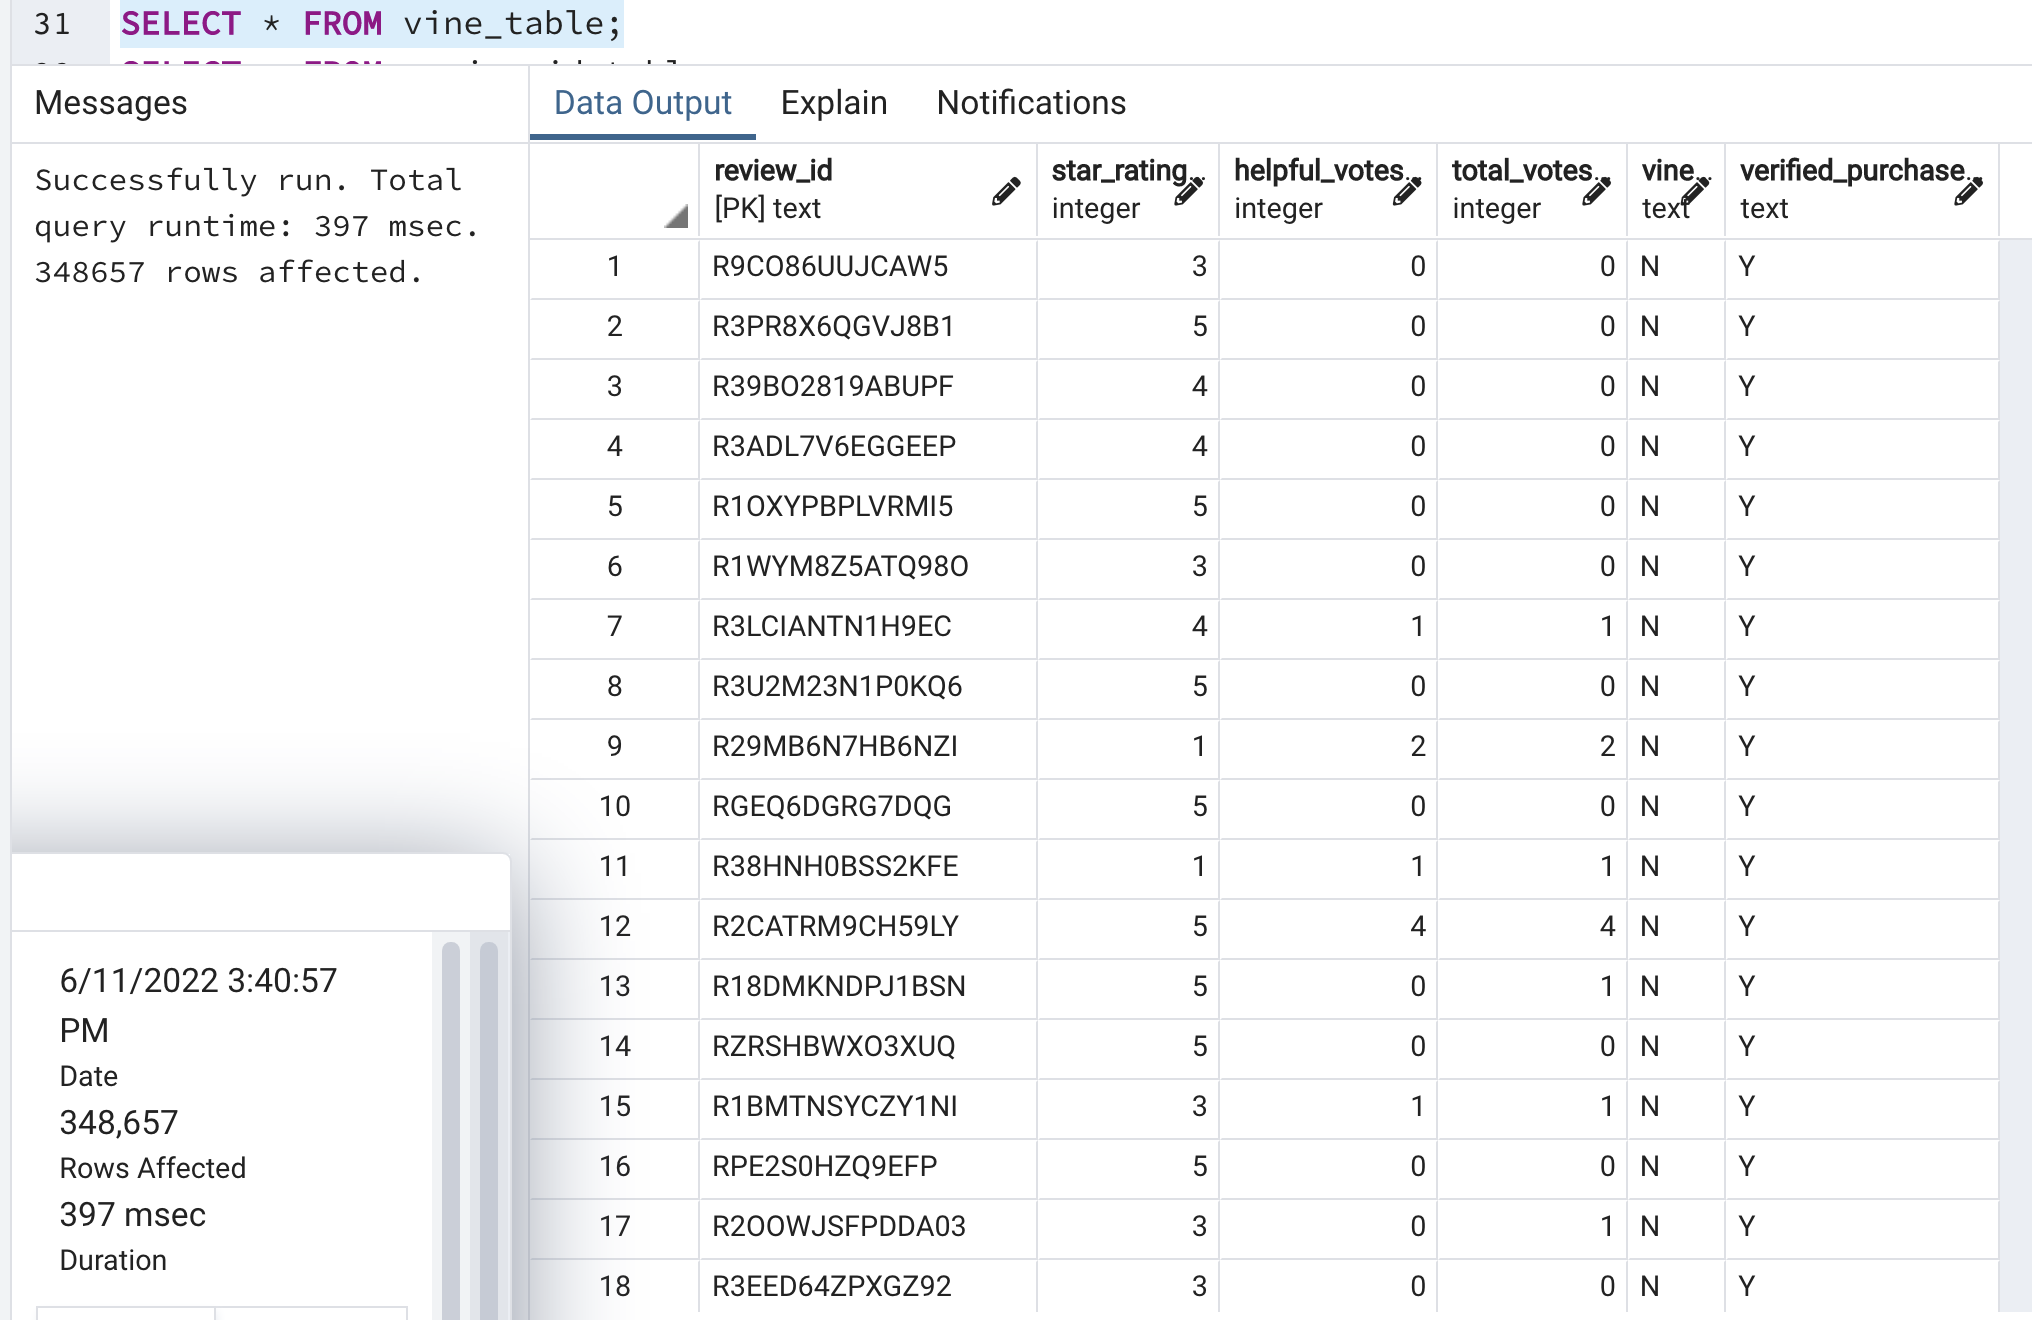 31 SELECT * FROM vine_table;
Messages
Successfully run. Total
query runtime: 397 msec.
348657 rows affected.
6/11/2022 3:40:57
PM
Date
348,657
Rows Affected
397 msec
Duration
Data Output Explain Notifications
review_id star_rating.. helpful_votes.. total_votes.. vine.. verified_purchase..
[PK] text integer integer integer text text
1 R9CO86UUJCAW5 3 0 0 N Y
2 R3PR8X6QGVJ8B1 5 0 0 N Y
3 R39BO2819ABUPF 4 0 0 N Y
4 R3ADL7V6EGGEEP 4 0 0 N Y
5 R1OXYPBPLVRMI5 5 0 0 N Y
6 R1WYM8Z5ATQ98O 3 0 0 N Y
7 R3LCIANTN1H9EC 4 1 1 N Y
8 R3U2M23N1P0KQ6 5 0 0 N Y
9 R29MB6N7HB6NZI 1 2 2 N Y
10 RGEQ6DGRG7DQG 5 0 0 N Y
11 R38HNH0BSS2KFE 1 1 1 N Y
12 R2CATRM9CH59LY 5 4 4 N Y
13 R18DMKNDPJ1BSN 5 0 1 N Y
14 RZRSHBWXO3XUQ 5 0 0 N Y
15 R1BMTNSYCZY1NI 3 1 1 N Y
16 RPE2S0HZQ9EFP 5 0 0 N Y
17 R2OOWJSFPDDA03 3 0 1 N Y
18 R3EED64ZPXGZ92 3 0 0 N Y